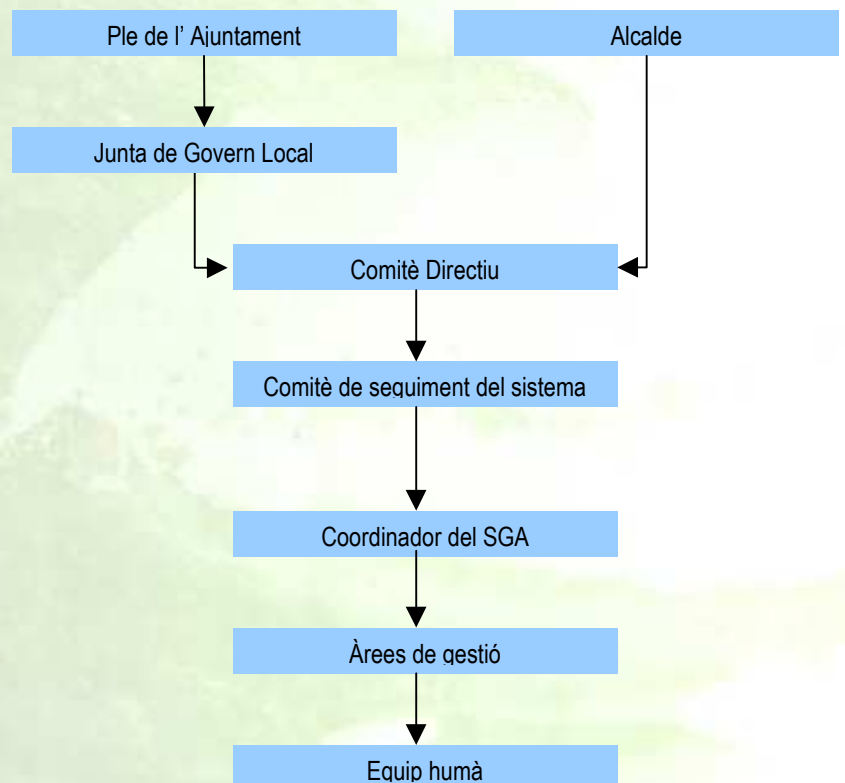 Ple de l' Ajuntament
Alcalde
Junta de Govern Local
Comitè Directiu
Comitè de seguiment del sistema
Coordinador del SGA
Àrees de gestió
Equip humà